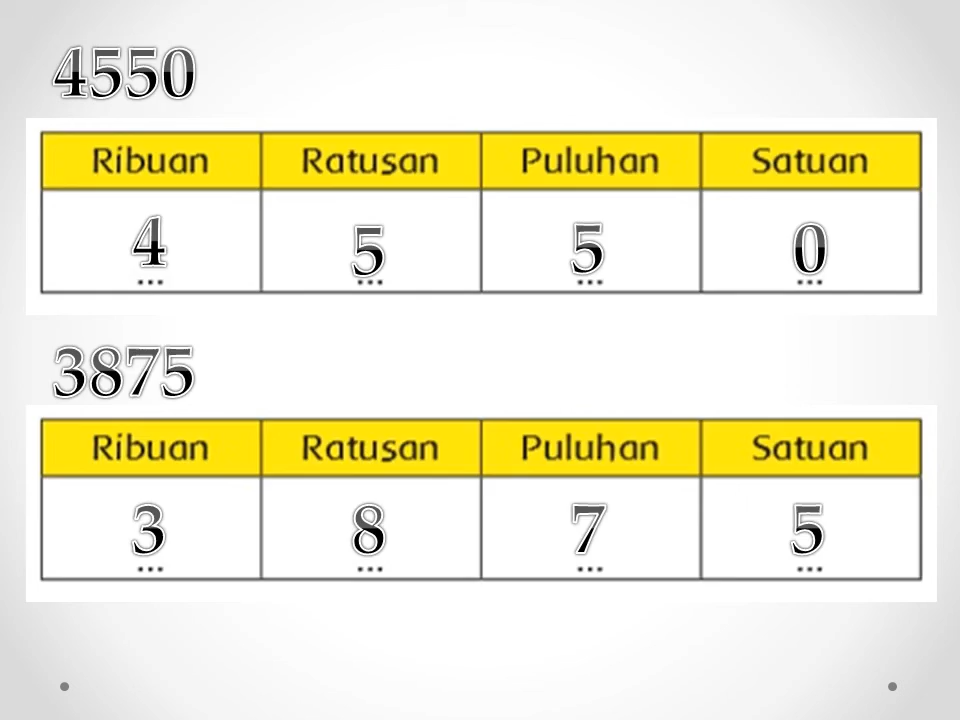 4550
Ribuan Ratusan Puluhan Satuan
4 5 5 0
... ... ... ...
3875
Ribuan Ratusan Puluhan Satuan
3 8 7 5
... ... ... ...